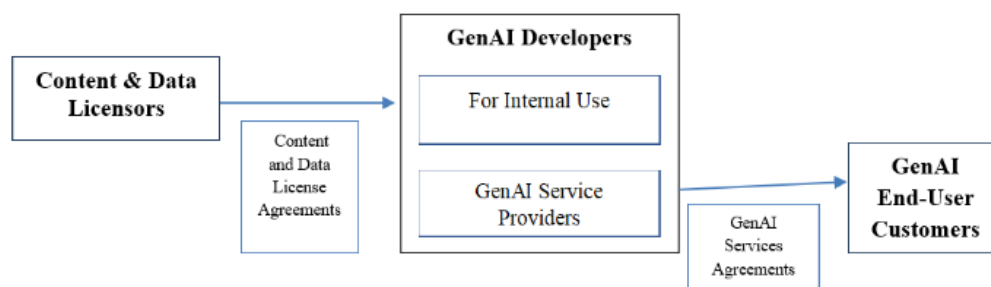 Content & Data
Licensors
Content
and Data
License
Agreements
GenAI Developers
For Internal Use
GenAI Service
Providers
GenAI
Services
Agreements
GenAI
End-User
Customers